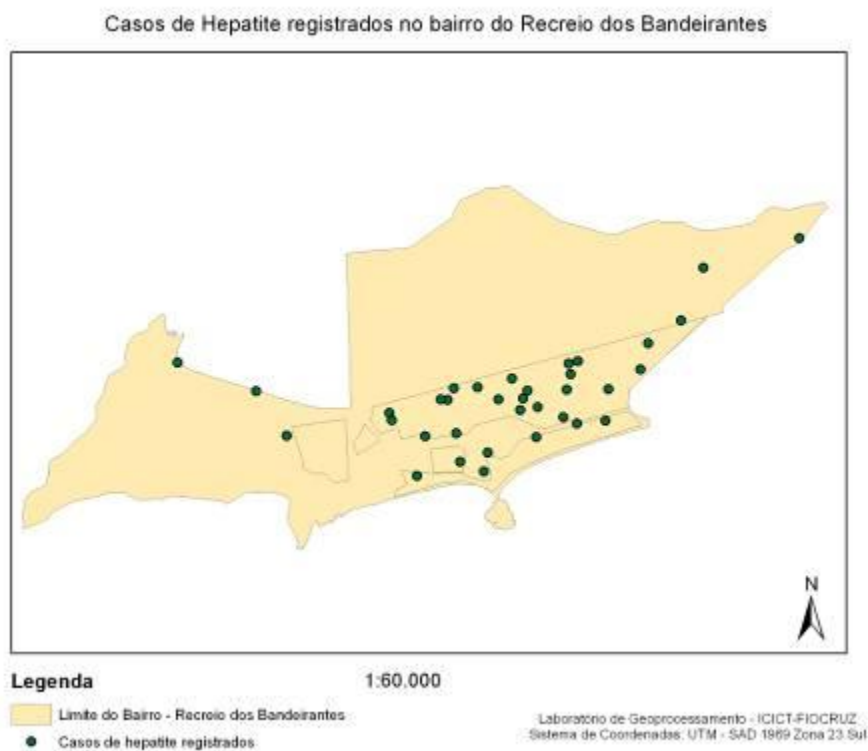 Casos de Hepatite registrados no bairro do Recreio dos Bandeirantes
N
Legenda
1:60.000
Limite do Bairro - Recreio dos Bandeirantes
Casos de hepatite registrados
Laboratório de Geoprocessamento - ICICT-FIOCRUZ
Sistema de Coordenadas: UTM - SAD 1969 Zona 23 Sul